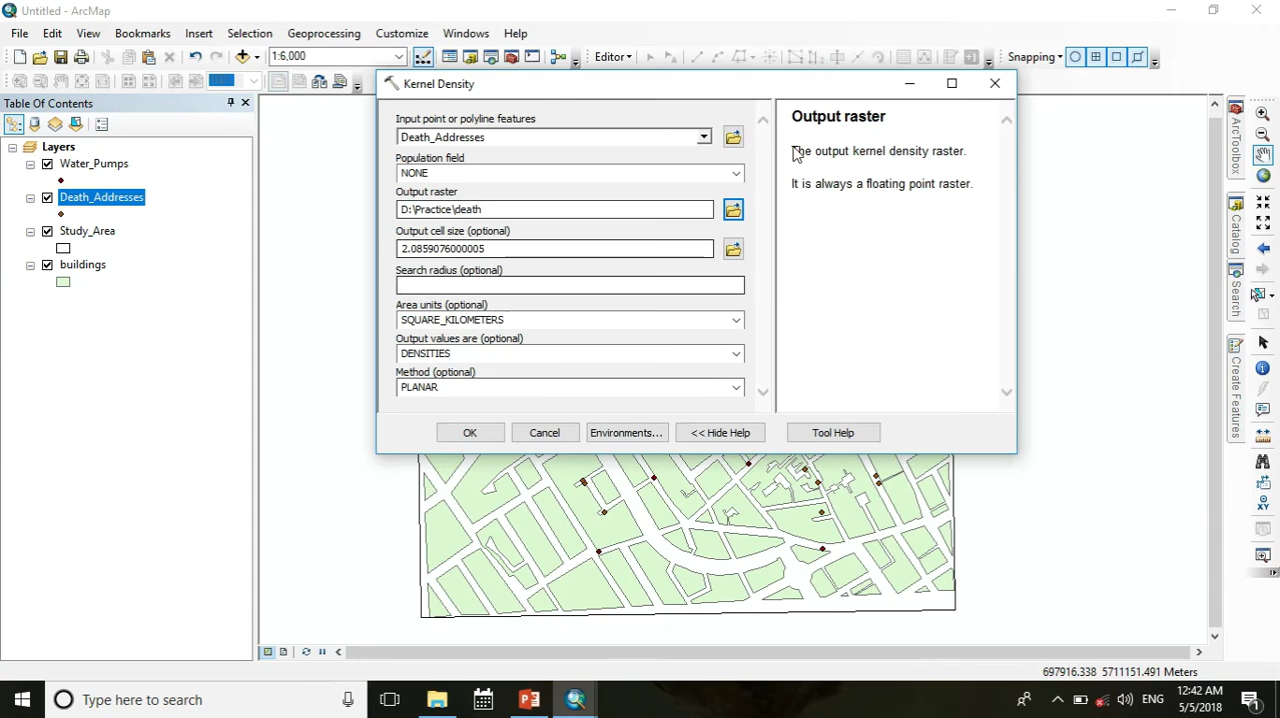 Untitled - ArcMap
File Edit View Bookmarks Insert Selection Geoprocessing Customize Windows Help
1:6,000 Editor Snapping
Table Of Contents
Layers
Water_Pumps
Death_Addresses
Study_Area
buildings
Kernel Density
Input point or polyline features
Death_Addresses
Population field
NONE
Output raster
D:\Practice\death
Output cell size (optional)
2.0859076000005
Search radius (optional)
Area units (optional)
SQUARE_KILOMETERS
Output values are (optional)
DENSITIES
Method (optional)
PLANAR
OK Cancel Environments... << Hide Help Tool Help
Output raster
The output kernel density raster.
It is always a floating point raster.
ArcToolbox
Catalog
Search
Create Features
XY
697916.338 5711151.491 Meters
Type here to search
ENG
12:42 AM
5/5/2018
1